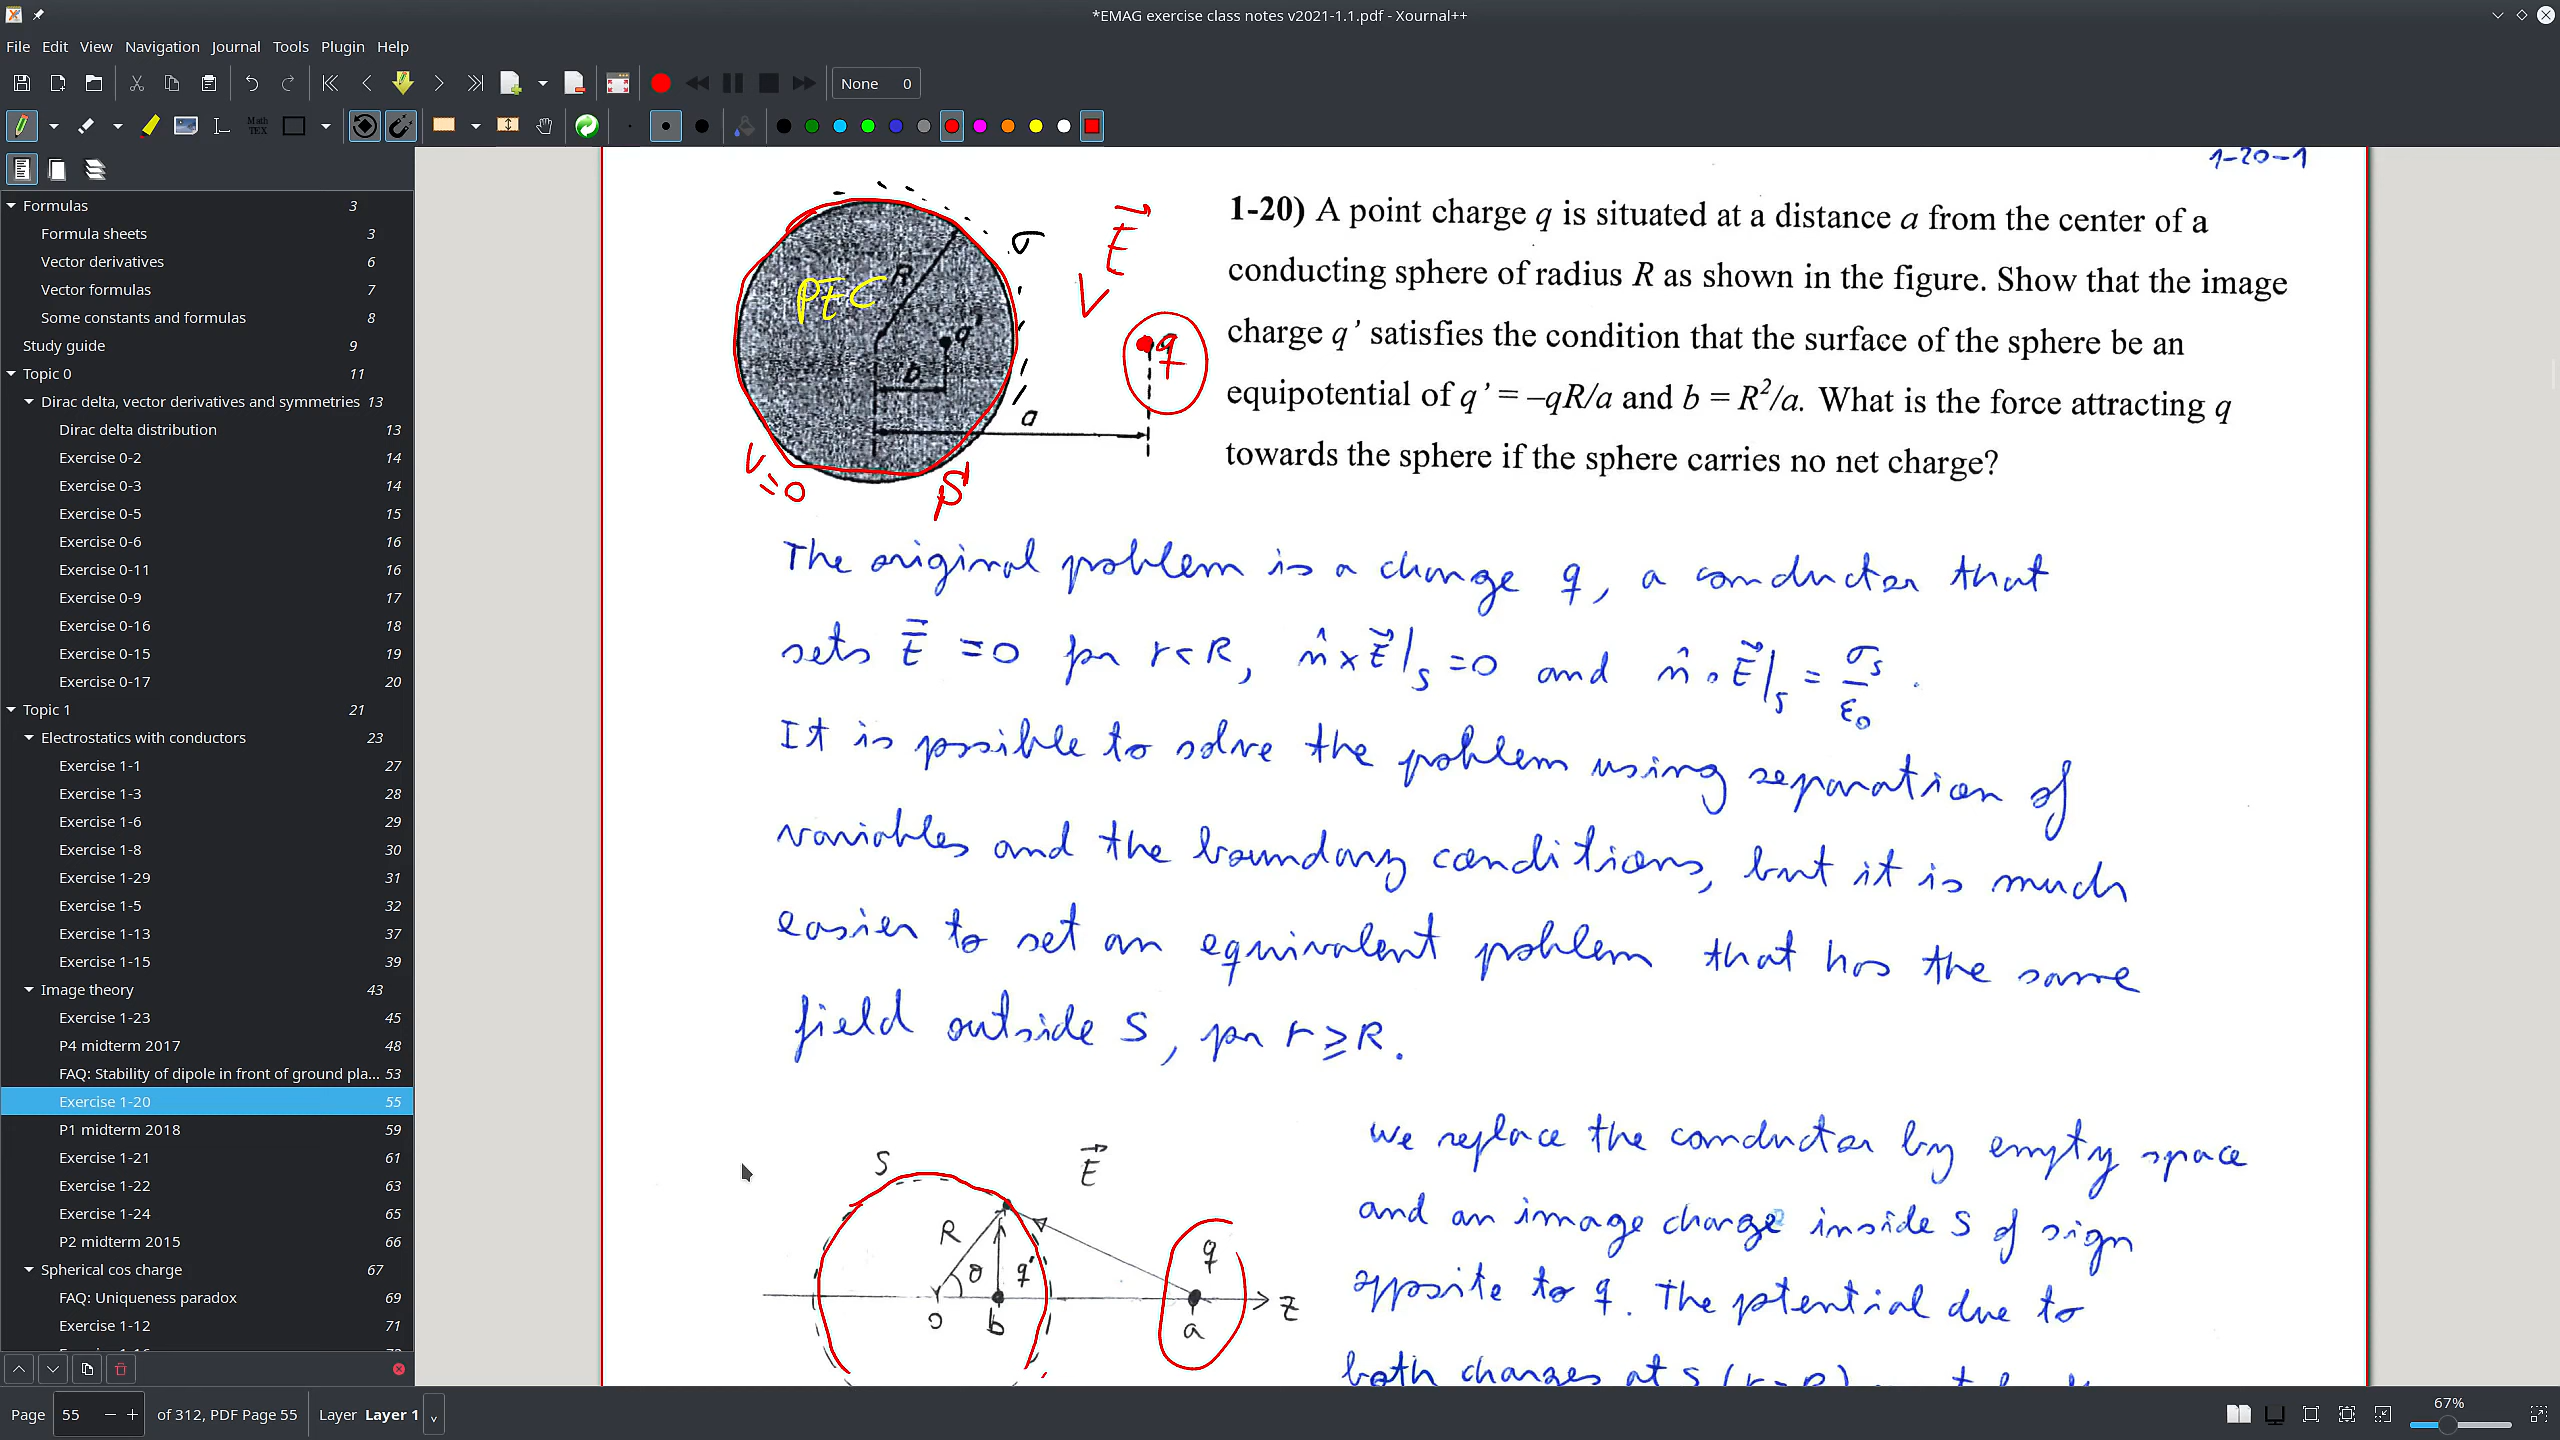 *EMAG exercise class notes v2021-1.1.pdf - Xournal++
File Edit View Navigation Journal Tools Plugin Help
None 0
Math
TEX
Formulas 3
Formula sheets 3
Vector derivatives 6
Vector formulas 7
Some constants and formulas 8
Study guide 9
Topic 0 11
Dirac delta, vector derivatives and symmetries 13
Dirac delta distribution 13
Exercise 0-2 14
Exercise 0-3 14
Exercise 0-5 15
Exercise 0-6 16
Exercise 0-11 16
Exercise 0-9 17
Exercise 0-16 18
Exercise 0-15 19
Exercise 0-17 20
Topic 1 21
Electrostatics with conductors 23
Exercise 1-1 27
Exercise 1-3 28
Exercise 1-6 29
Exercise 1-8 30
Exercise 1-29 31
Exercise 1-5 32
Exercise 1-13 37
Exercise 1-15 39
Image theory 43
Exercise 1-23 45
P4 midterm 2017 48
FAQ: Stability of dipole in front of ground pla... 53
Exercise 1-20 55
P1 midterm 2018 59
Exercise 1-21 61
Exercise 1-22 63
Exercise 1-24 65
P2 midterm 2015 66
Spherical cos charge 67
FAQ: Uniqueness paradox 69
Exercise 1-12 71
1-20-1
PEC R q' b a σ E⃗ V q
V=0 S
1-20) A point charge q is situated at a distance a from the center of a
conducting sphere of radius R as shown in the figure. Show that the image
charge q' satisfies the condition that the surface of the sphere be an
equipotential of q' = –qR/a and b = R²/a. What is the force attracting q
towards the sphere if the sphere carries no net charge?
The original problem is a charge q, a conductor that
sets E⃗ = 0 for r < R, n̂ × E⃗|_S = 0 and n̂ · E⃗|_S = σ_S/ε₀.
It is possible to solve the problem using separation of
variables and the boundary conditions, but it is much
easier to set an equivalent problem that has the same
field outside S, for r ≥ R.
S E⃗
R θ q' q
0 b a z
We replace the conductor by empty space
and an image charge inside S of sign
opposite to q. The potential due to
both charges at S
Page 55 of 312, PDF Page 55 Layer Layer 1 67%